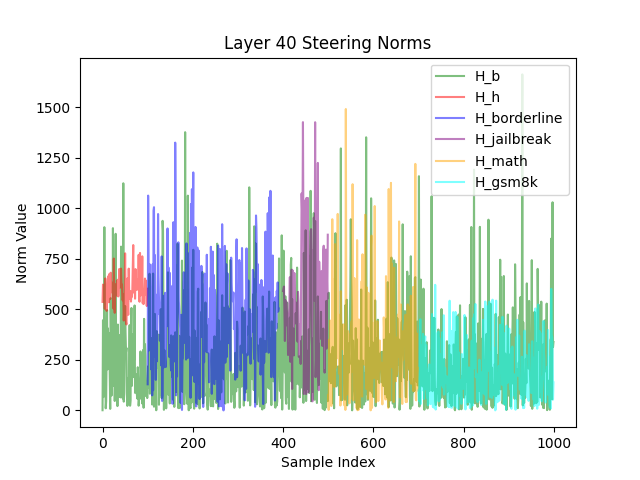 Layer 40 Steering Norms
Norm Value
1500
1250
1000
750
500
250
0
0
200
400
600
800
1000
Sample Index
H_b
H_h
H_borderline
H_jailbreak
H_math
H_gsm8k